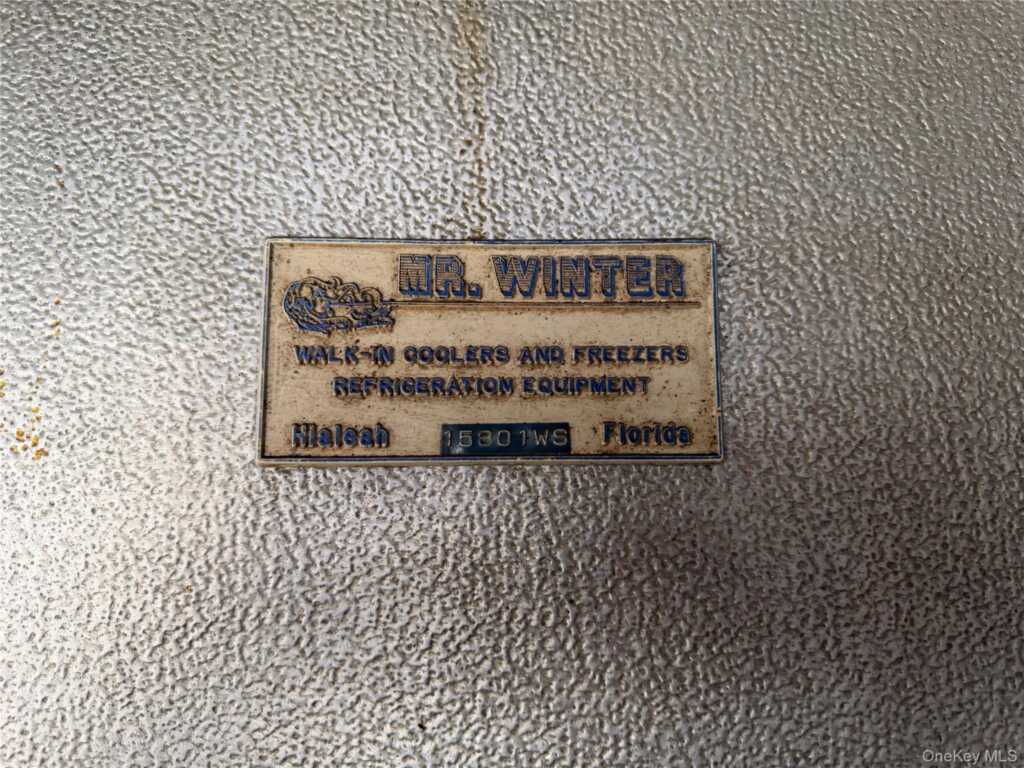 MR. WINTER
WALK-IN COOLERS AND FREEZERS
REFRIGERATION EQUIPMENT
Hialeah 15801WS Florida
OneKey MLS